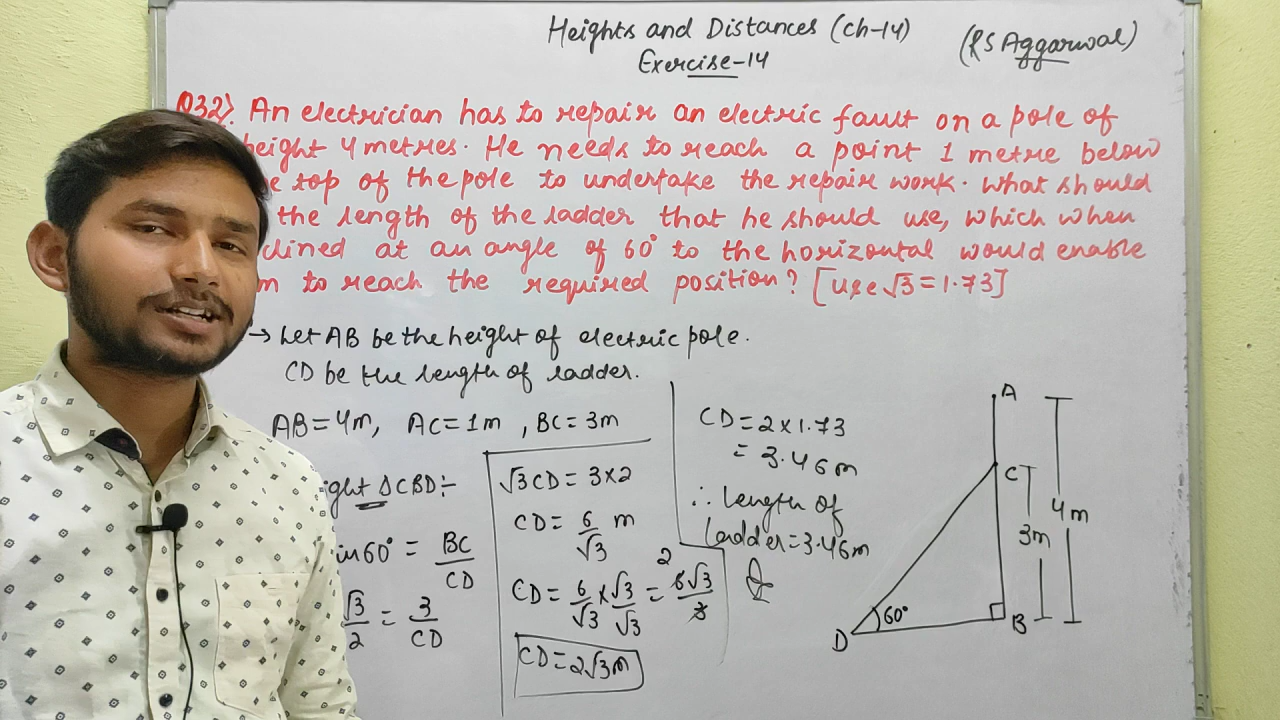 Heights and Distances (Ch-14)
(RS Aggarwal)
Exercise-14
Q32). An electrician has to repair an electric fault on a pole of
height 4 metres. He needs to reach a point 1 metre below
e top of the pole to undertake the repair work. What should
the length of the ladder that he should use, which when
clined at an angle of 60° to the horizontal would enable
m to reach the required position? [use √3 = 1.73]
→ Let AB be the height of electric pole.
CD be the length of ladder.
AB = 4m, AC = 1m , BC = 3m
ight ΔCBD:-
in60° = BC/CD
√3/2 = 3/CD
√3CD = 3×2
CD = 6/√3 m
CD = 6/√3 × √3/√3 = 6√3/3
2
CD = 2√3m
CD = 2×1.73
= 3.46m
∴ Length of
Ladder = 3.46m
A
C
4m
3m
60°
B
D